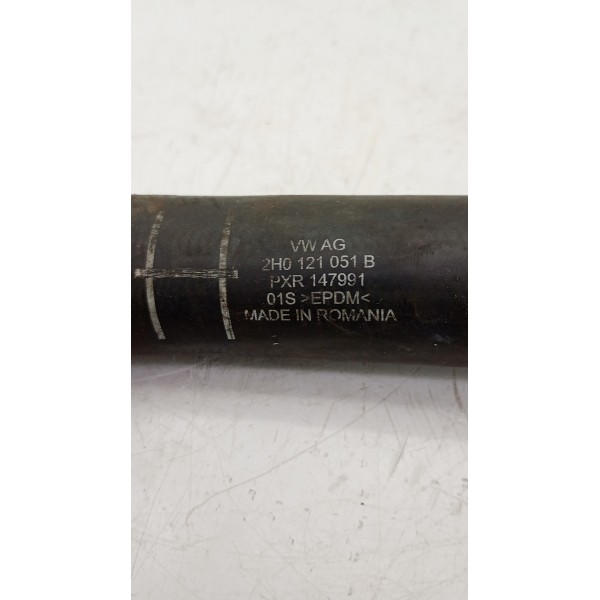 VW AG
2H0 121 051 B
PXR 147991
01S >EPDM<
MADE IN ROMANIA